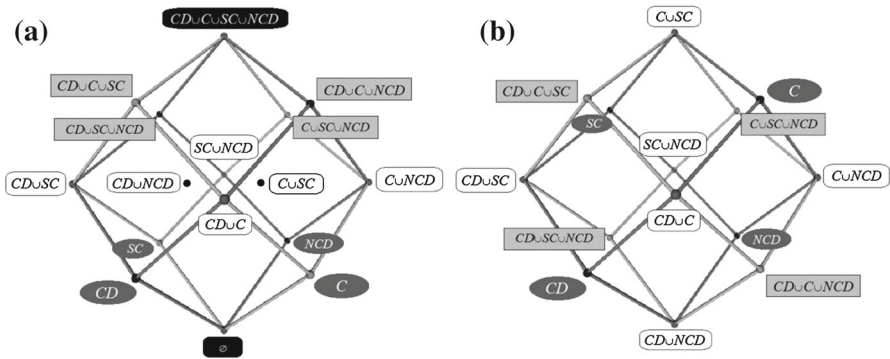 (a)
CD∪C∪SC∪NCD
CD∪C∪SC
CD∪C∪NCD
CD∪SC∪NCD
C∪SC∪NCD
SC∪NCD
CD∪SC
CD∪NCD
C∪SC
C∪NCD
CD∪C
SC
NCD
CD
C
∅
(b)
C∪SC
CD∪C∪SC
C
SC
C∪SC∪NCD
SC∪NCD
CD∪SC
C∪NCD
CD∪C
CD∪SC∪NCD
NCD
CD
CD∪C∪NCD
CD∪NCD